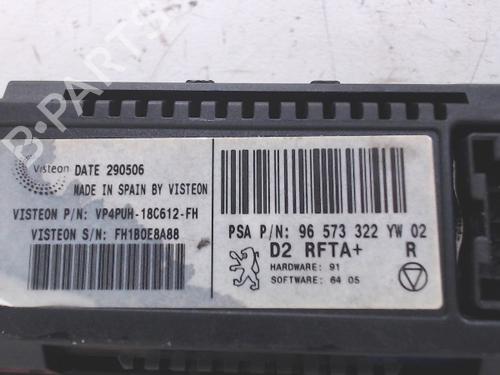 B-PARTS
Visteon
DATE 290506
MADE IN SPAIN BY VISTEON
VISTEON P/N: VP4PUH-18C612-FH
VISTEON S/N: FH1B0E8A88
PSA P/N: 96 573 322 YW 02
D2 RFTA+ R
HARDWARE: 91
SOFTWARE: 64 05